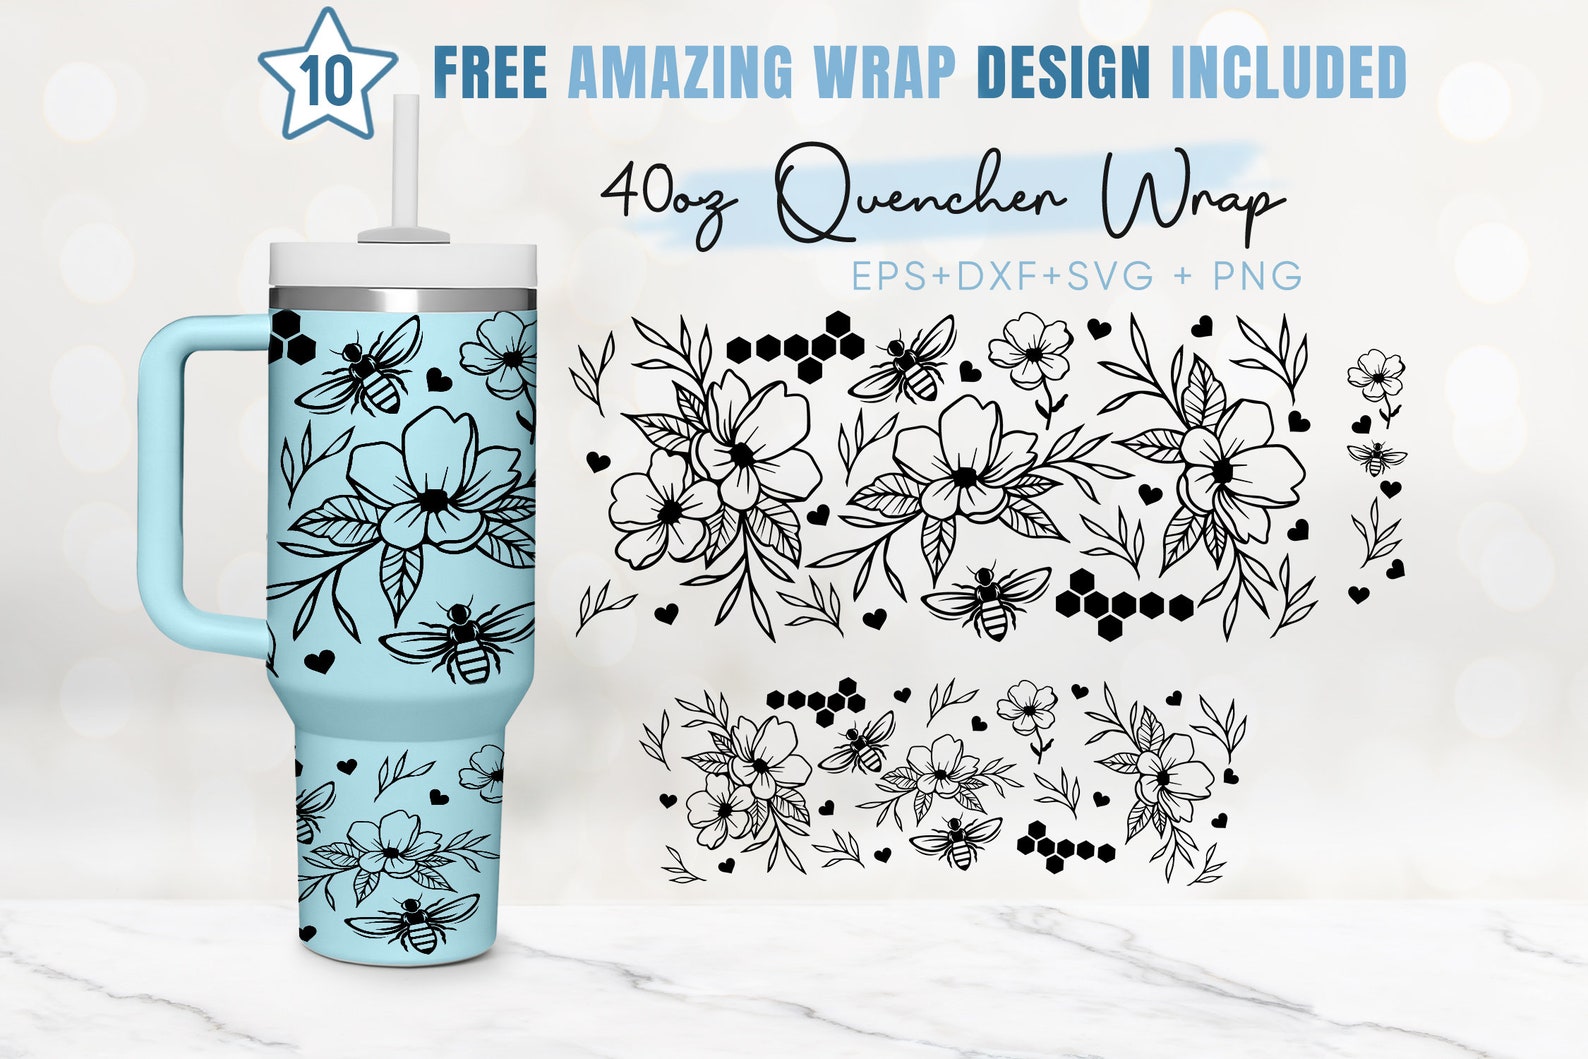 10
FREE AMAZING WRAP DESIGN INCLUDED
40oz Quencher Wrap
EPS+DXF+SVG + PNG